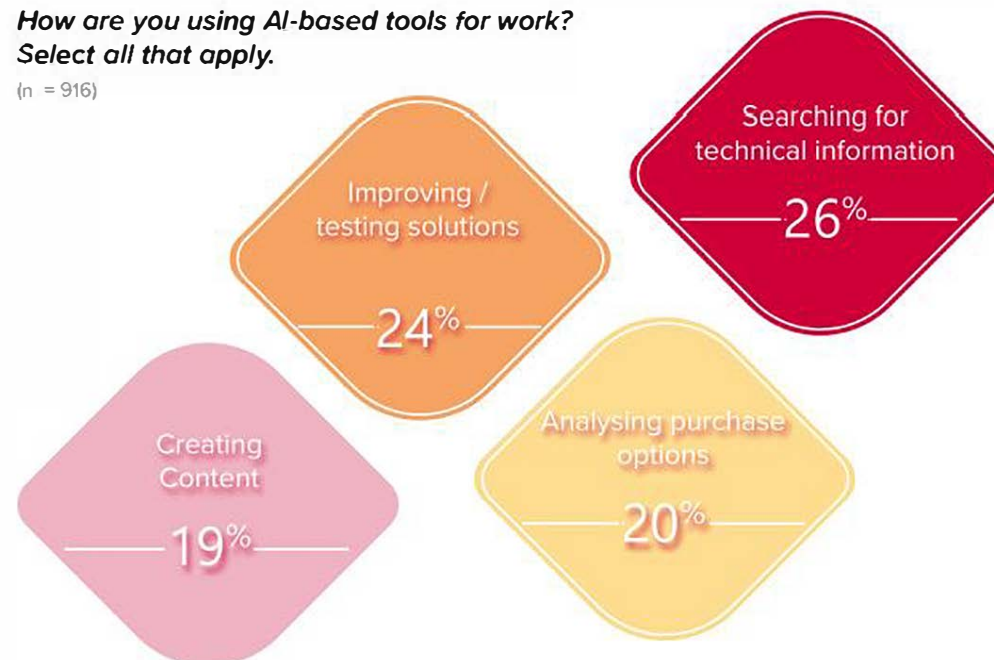 How are you using AI-based tools for work?
Select all that apply.
(n = 916)
Searching for
technical information
26%
Improving /
testing solutions
24%
Analysing purchase
options
20%
Creating
Content
19%